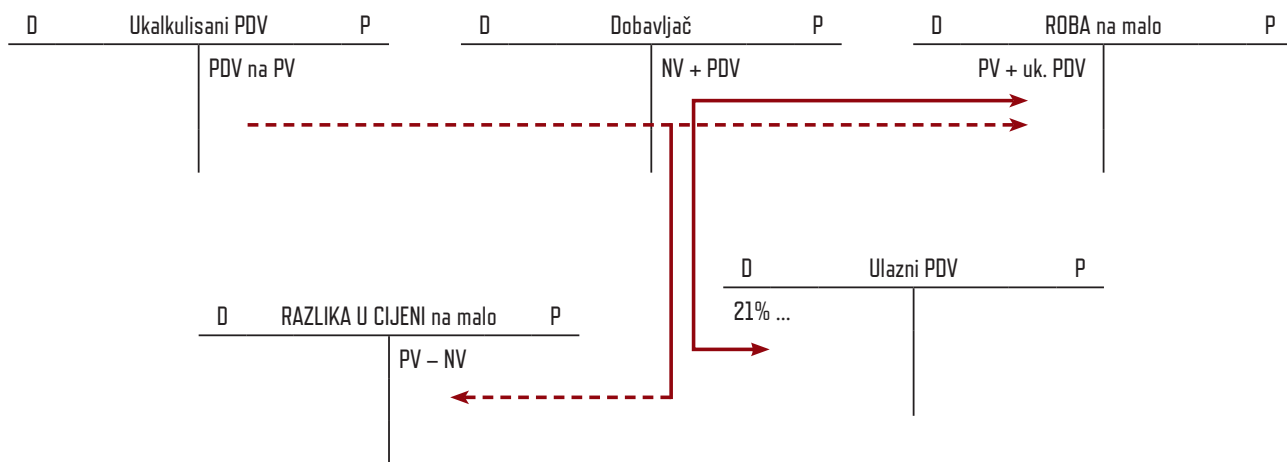 D Ukalkulisani PDV P
PDV na PV
D Dobavljač P
NV + PDV
D ROBA na malo P
PV + uk. PDV
D Ulazni PDV P
21% ...
D RAZLIKA U CIJENI na malo P
PV – NV